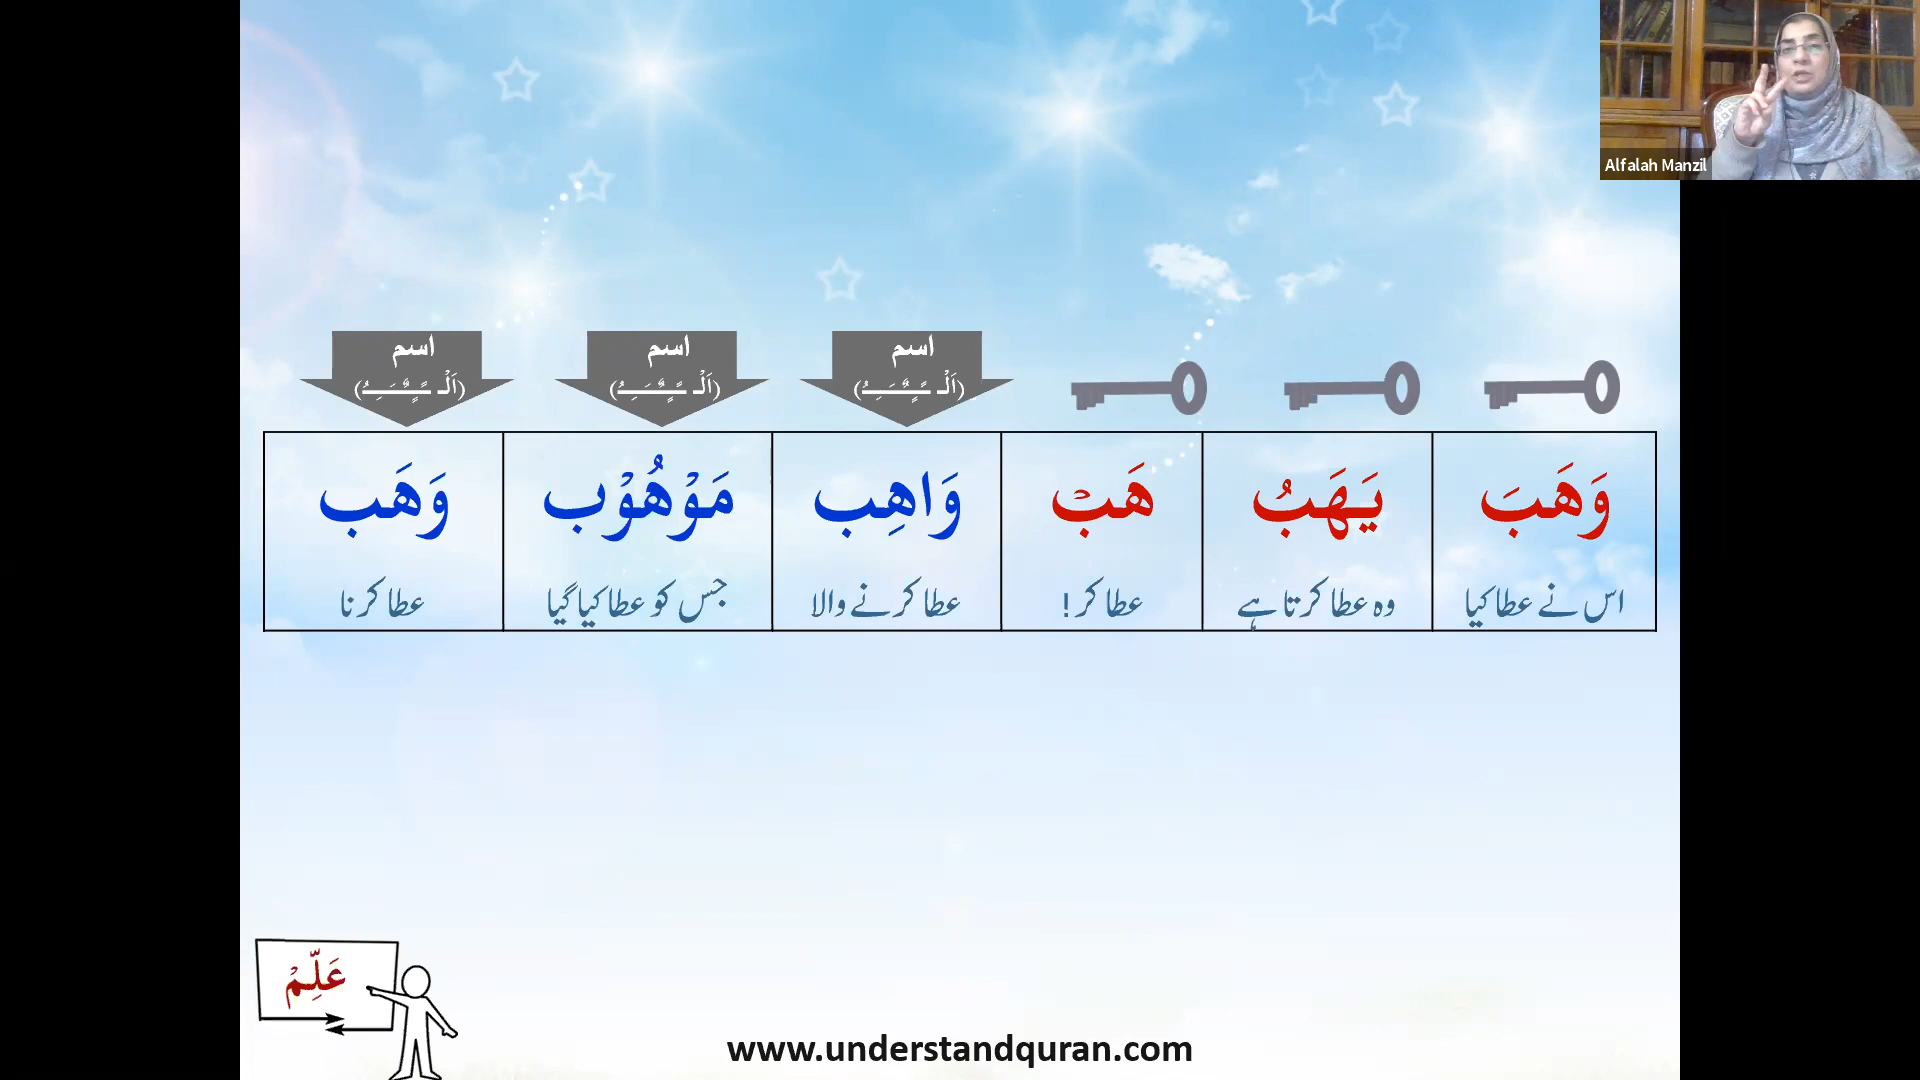 Alfalah Manzil
اسم اسم اسم
(اَلْـ ـًـٍـٌـَـِـُ) (اَلْـ ـًـٍـٌـَـِـُ) (اَلْـ ـًـٍـٌـَـِـُ)
وَهَبَ يَهَبُ هَبْ وَاهِب مَوْهُوْب وَهَب
اس نے عطا کیا وہ عطا کرتا ہے عطا کر! عطا کرنے والا جس کو عطا کیا گیا عطا کرنا
عَلِّمْ
www.understandquran.com